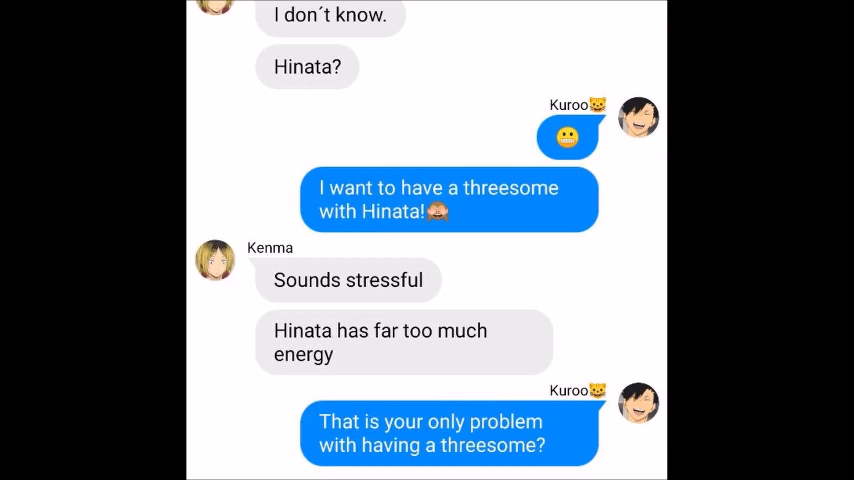 I don´t know.
Hinata?
Kuroo😺
😬
I want to have a threesome
with Hinata!🙈
Kenma
Sounds stressful
Hinata has far too much
energy
Kuroo😺
That is your only problem
with having a threesome?